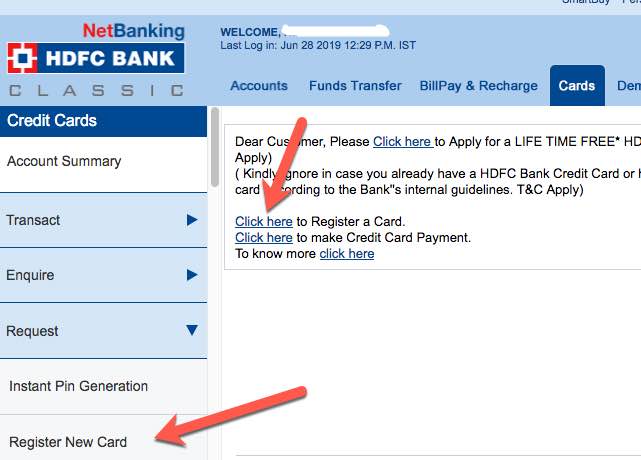 SmartBuy
NetBanking
HDFC BANK
CLASSIC
WELCOME,
Last Log in: Jun 28 2019 12:29 P.M. IST
Accounts
Funds Transfer
BillPay & Recharge
Cards
Credit Cards
Account Summary
Transact
Enquire
Request
Instant Pin Generation
Register New Card
Dear Customer, Please Click here to Apply for a LIFE TIME FREE* HD
Apply)
( Kindly ignore in case you already have a HDFC Bank Credit Card or h
card according to the Bank"s internal guidelines. T&C Apply)
Click here to Register a Card.
Click here to make Credit Card Payment.
To know more click here